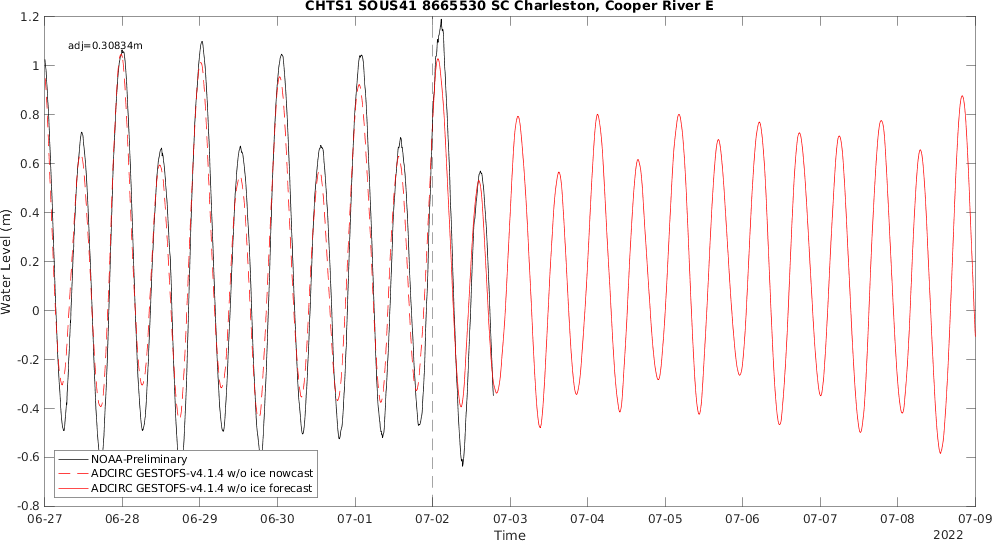 CHTS1 SOUS41 8665530 SC Charleston, Cooper River E
1.2
adj=0.30834m
1
0.8
0.6
0.4
0.2
0
-0.2
-0.4
-0.6
-0.8
Water Level (m)
NOAA-Preliminary
ADCIRC GESTOFS-v4.1.4 w/o ice nowcast
ADCIRC GESTOFS-v4.1.4 w/o ice forecast
06-27 06-28 06-29 06-30 07-01 07-02 07-03 07-04 07-05 07-06 07-07 07-08 07-09
Time
2022